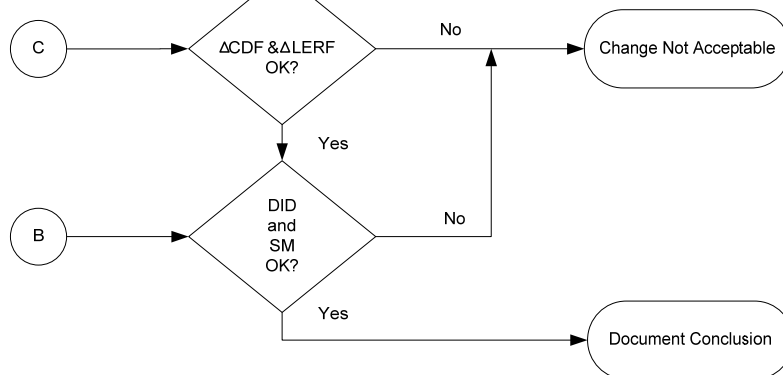 C
ΔCDF &ΔLERF
OK?
No
Change Not Acceptable
Yes
B
DID
and
SM
OK?
No
Yes
Document Conclusion